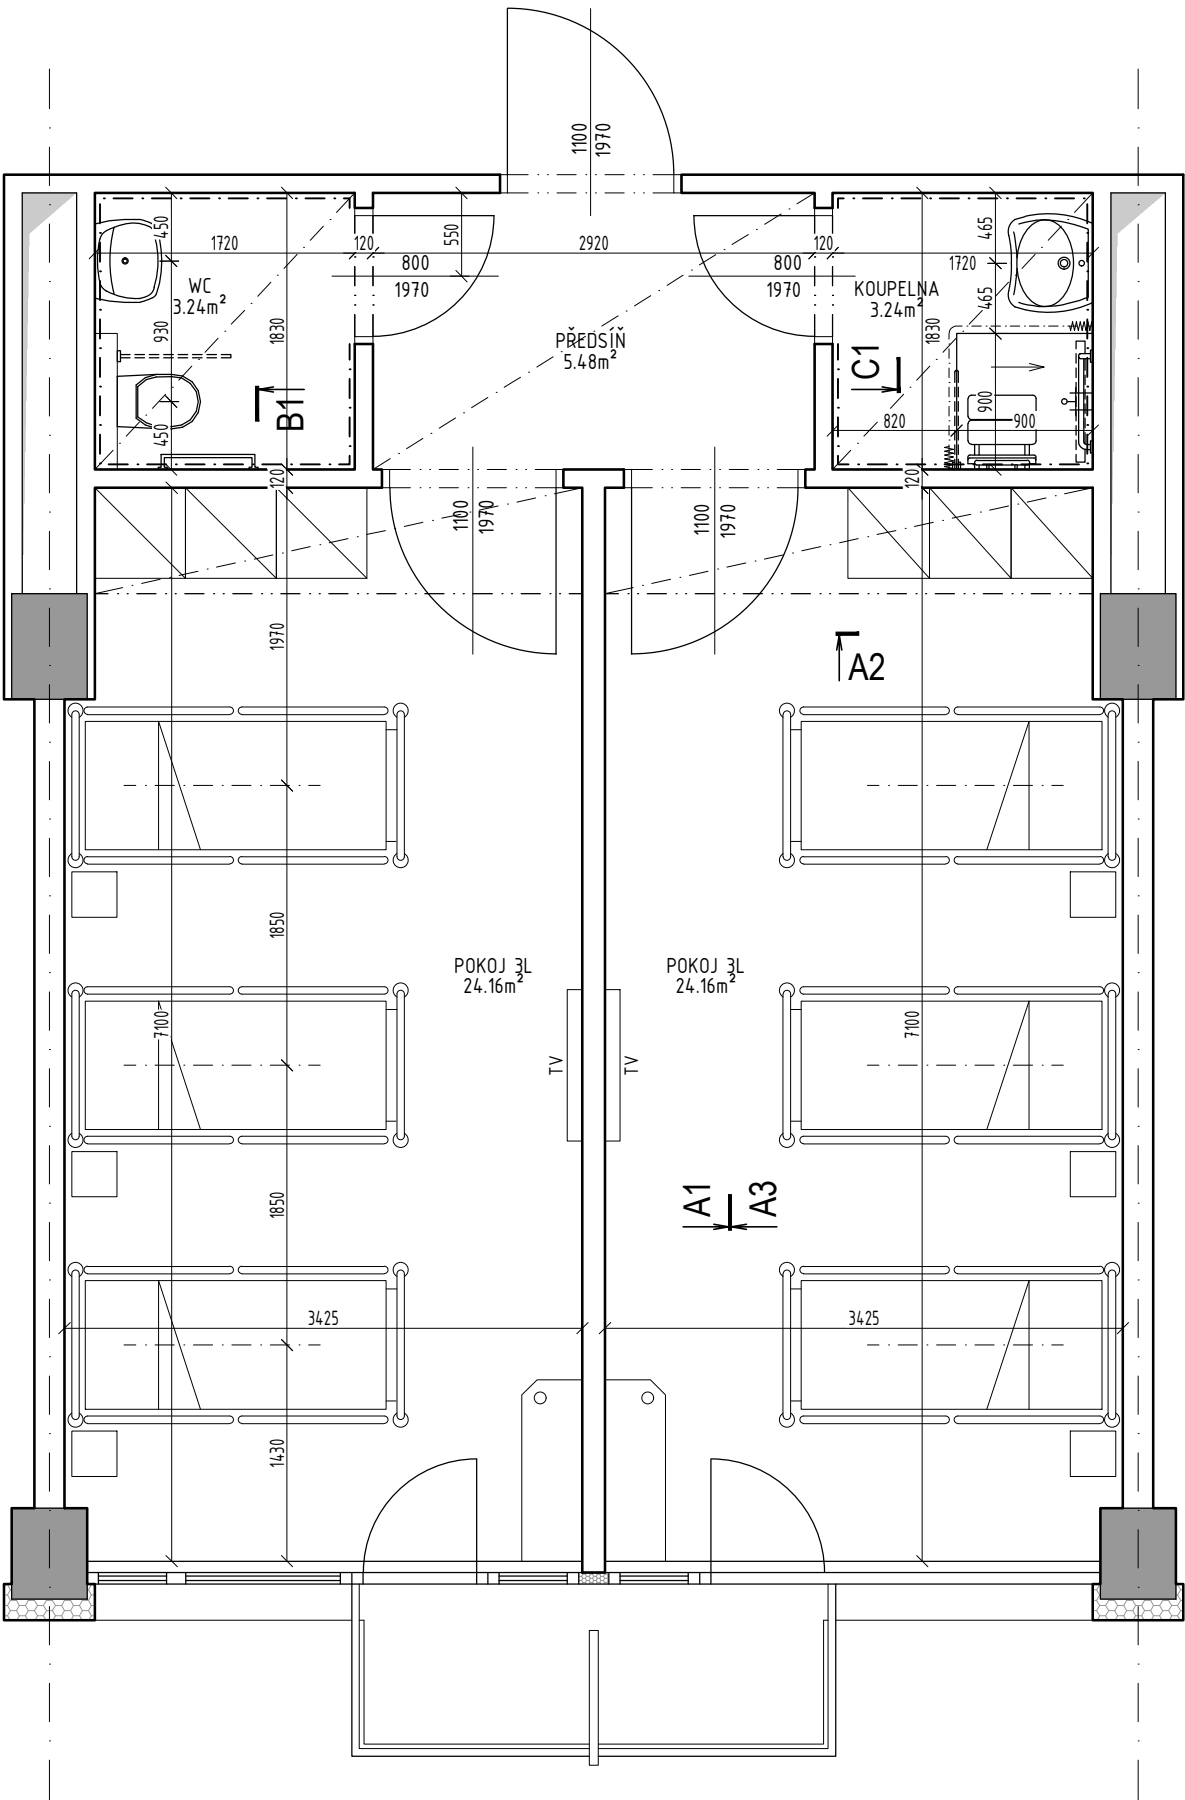 1100
1970
450
1720
120
550
2920
800
1970
120
800
1970
465
1720
WC
3.24m²
KOUPELNA
3.24m²
930
1830
PŘEDSÍŇ
5.48m²
1830
465
C1
B1
450
820
900
900
120
120
1100
1970
1100
1970
1970
A2
1850
POKOJ 3L
24.16m²
POKOJ 3L
24.16m²
7100
7100
TV
TV
1850
A1
A3
3425
3425
1430